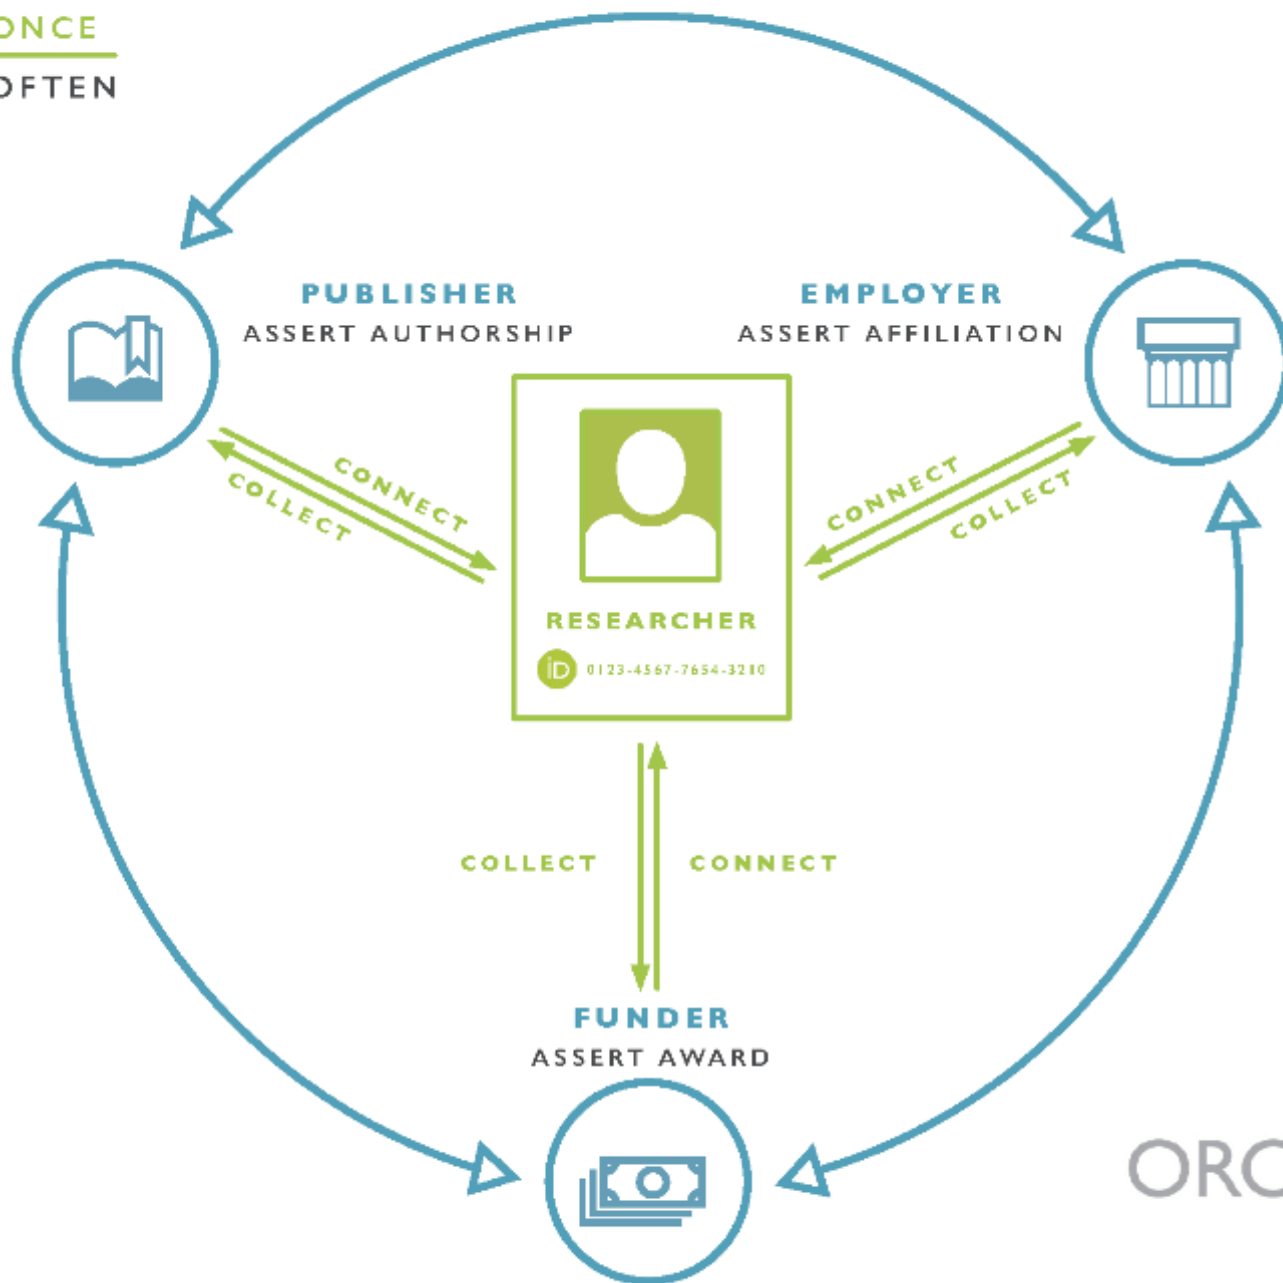 ONCE
OFTEN
PUBLISHER
ASSERT AUTHORSHIP
EMPLOYER
ASSERT AFFILIATION
CONNECT
COLLECT
CONNECT
COLLECT
RESEARCHER
iD 0123-4567-7654-3210
COLLECT
CONNECT
FUNDER
ASSERT AWARD
ORC